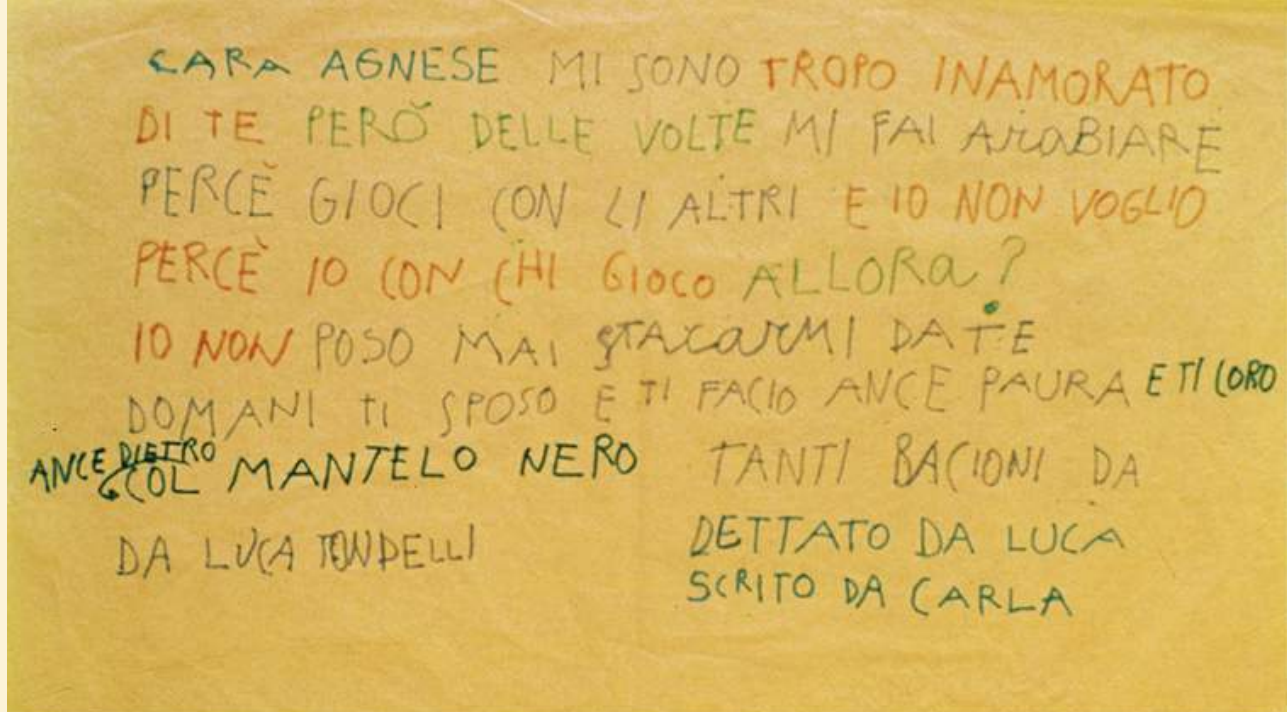 CARA AGNESE MI SONO TROPO INAMORATO
DI TE PERÒ DELLE VOLTE MI FAI ARABIARE
PERCÈ GIOCI CON LI ALTRI E IO NON VOGLIO
PERCÈ IO CON CHI GIOCO ALLORA?
IO NON POSO MAI STACARMI DA TE
DOMANI TI SPOSO E TI FACIO ANCE PAURA E TI CORO
ANCE DIETRO COL MANTELO NERO TANTI BACIONI DA
DA LUCA TONDELLI
DETTATO DA LUCA
SCRITO DA CARLA